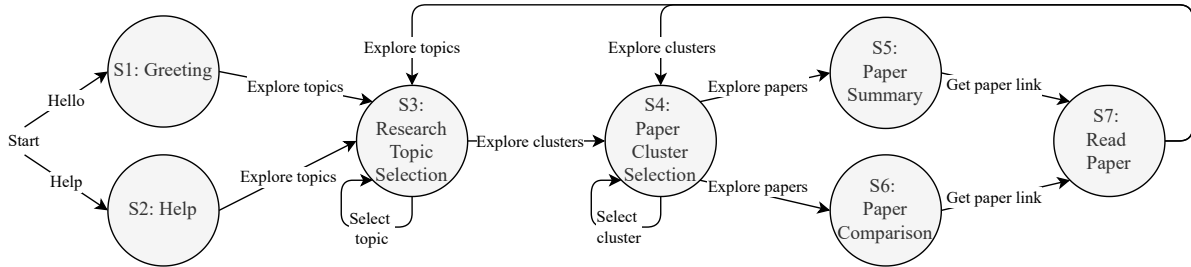 Start
Hello
Help
S1: Greeting
S2: Help
Explore topics
Explore topics
Explore topics
S3:
Research
Topic
Selection
Select
topic
Explore clusters
Explore clusters
S4:
Paper
Cluster
Selection
Select
cluster
Explore papers
Explore papers
S5:
Paper
Summary
S6:
Paper
Comparison
Get paper link
Get paper link
S7:
Read
Paper